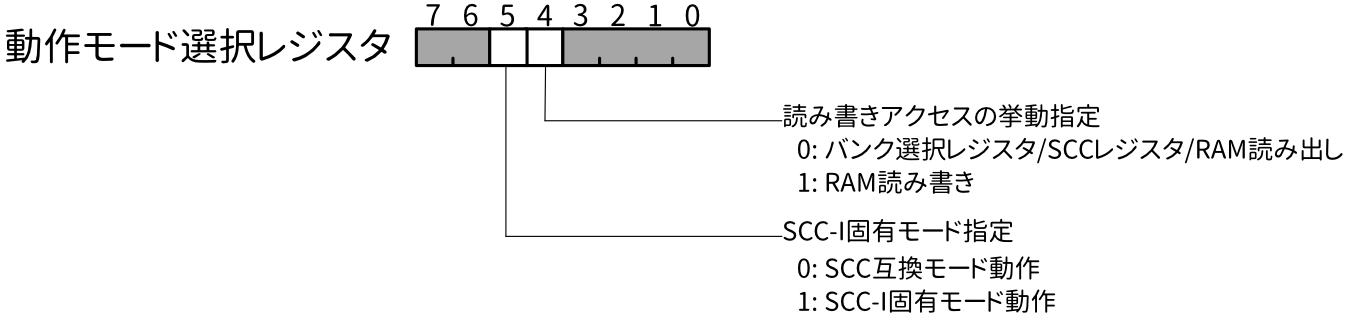 7 6 5 4 3 2 1 0
動作モード選択レジスタ
読み書きアクセスの挙動指定
0: バンク選択レジスタ/SCCレジスタ/RAM読み出し
1: RAM読み書き
SCC-I固有モード指定
0: SCC互換モード動作
1: SCC-I固有モード動作